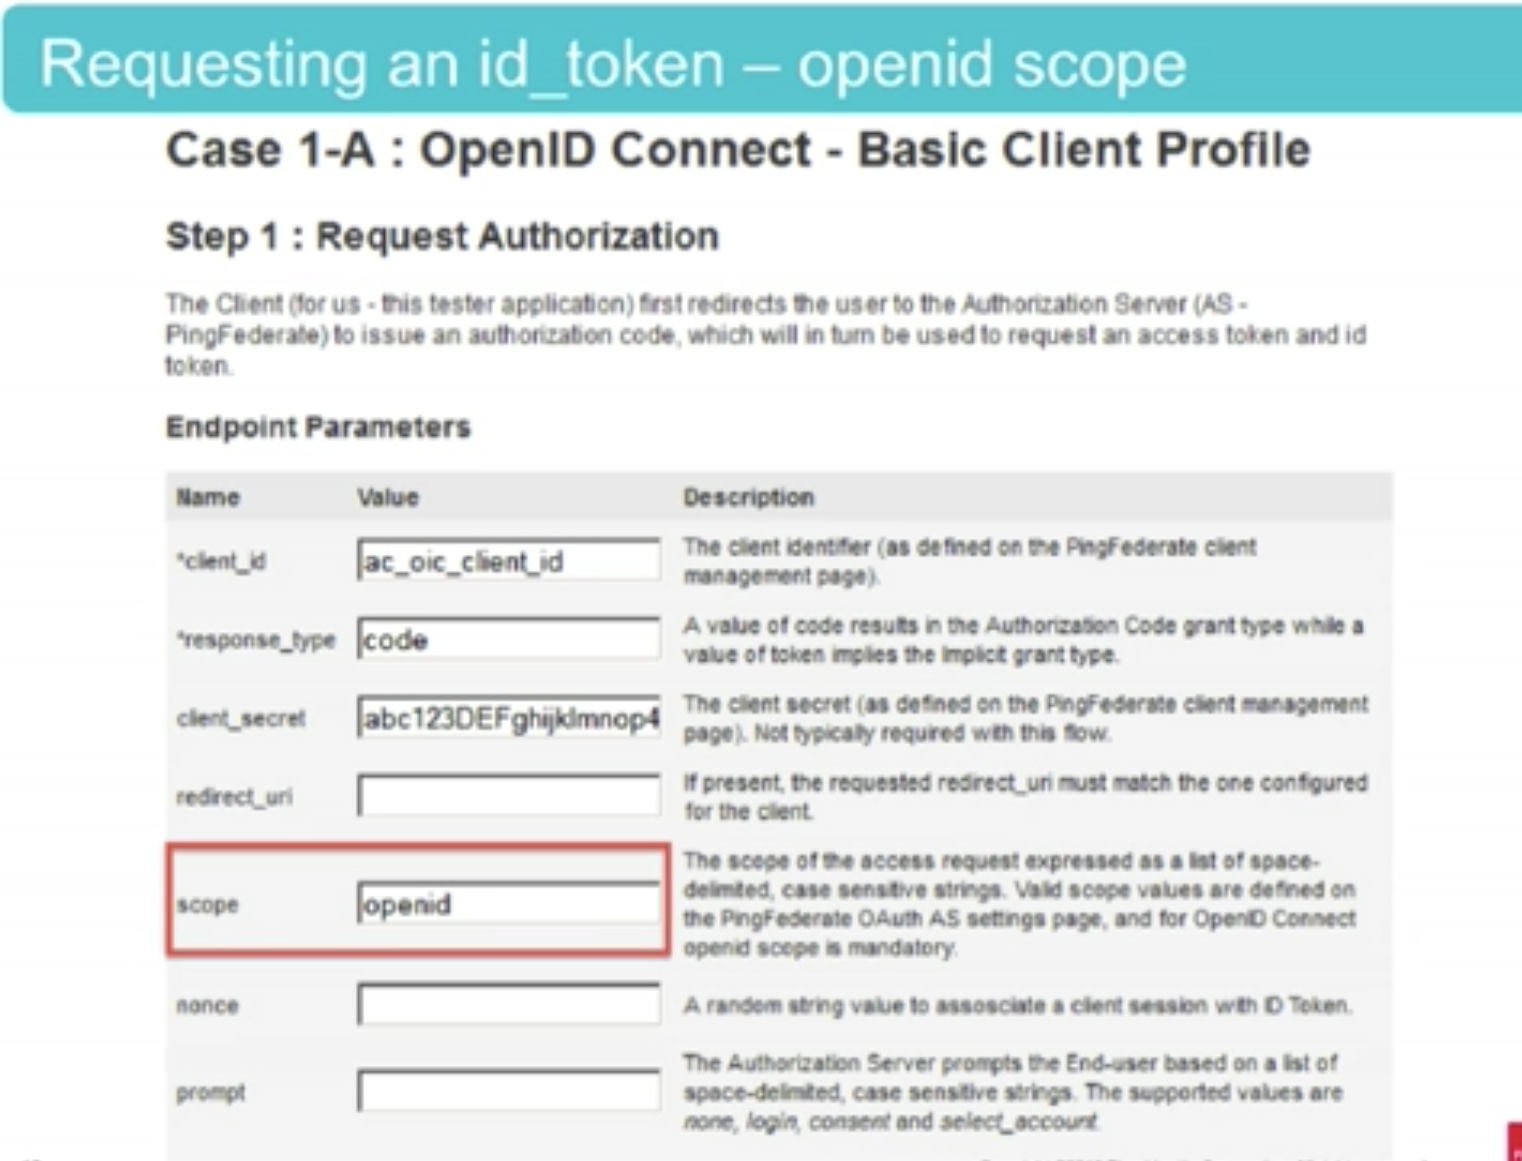 Requesting an id_token – openid scope
Case 1-A : OpenID Connect - Basic Client Profile
Step 1 : Request Authorization
The Client (for us - this tester application) first redirects the user to the Authorization Server (AS -
PingFederate) to issue an authorization code, which will in turn be used to request an access token and id
token.
Endpoint Parameters
Name Value Description
*client_id ac_oic_client_id The client identifier (as defined on the PingFederate client
management page).
*response_type code A value of code results in the Authorization Code grant type while a
value of token implies the Implicit grant type.
client_secret abc123DEFghijklmnop4 The client secret (as defined on the PingFederate client management
page). Not typically required with this flow.
redirect_uri If present, the requested redirect_uri must match the one configured
for the client.
The scope of the access request expressed as a list of space-
scope openid delimited, case sensitive strings. Valid scope values are defined on
the PingFederate OAuth AS settings page, and for OpenID Connect
openid scope is mandatory.
nonce A random string value to assosciate a client session with ID Token.
The Authorization Server prompts the End-user based on a list of
prompt space-delimited, case sensitive strings. The supported values are
none, login, consent and select_account.